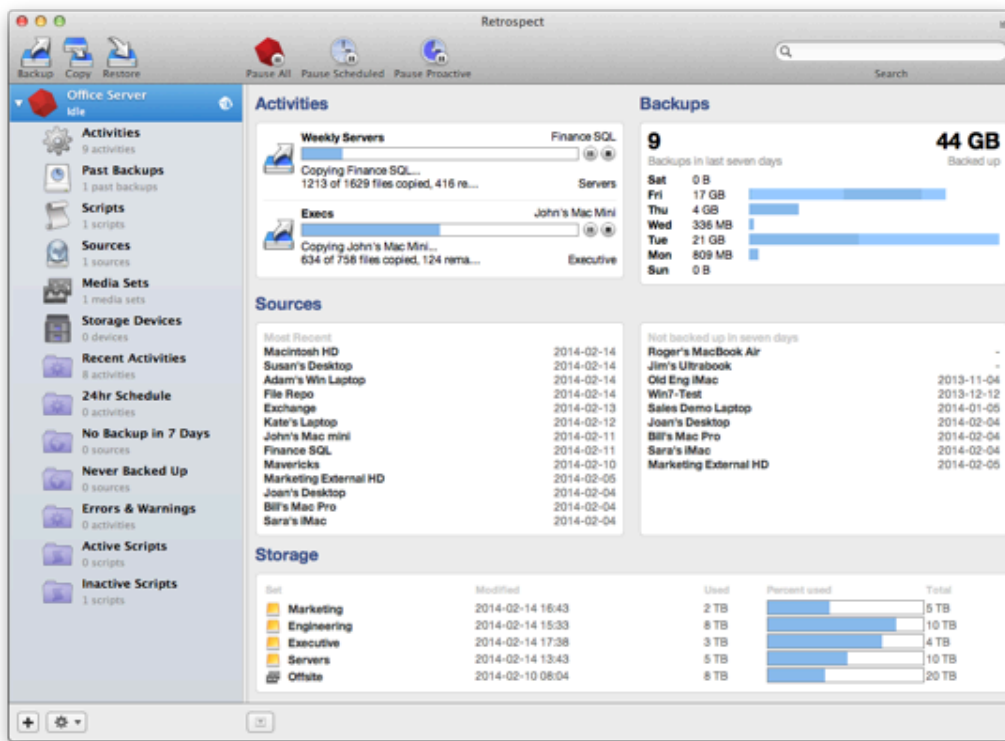 Retrospect
Backup Copy Restore Pause All Pause Scheduled Pause Proactive Search
Office Server
Idle
Activities
9 activities
Past Backups
1 past backups
Scripts
1 scripts
Sources
1 sources
Media Sets
1 media sets
Storage Devices
0 devices
Recent Activities
8 activities
24hr Schedule
0 activities
No Backup in 7 Days
0 sources
Never Backed Up
0 sources
Errors & Warnings
0 activities
Active Scripts
0 scripts
Inactive Scripts
1 scripts
Activities
Weekly Servers Finance SQL
Copying Finance SQL...
1213 of 1629 files copied, 416 re... Servers
Execs John's Mac Mini
Copying John's Mac Mini...
634 of 758 files copied, 124 rema... Executive
Backups
9 44 GB
Backups in last seven days Backed up
Sat 0 B
Fri 17 GB
Thu 4 GB
Wed 336 MB
Tue 21 GB
Mon 809 MB
Sun 0 B
Sources
Most Recent
Macintosh HD 2014-02-14
Susan's Desktop 2014-02-14
Adam's Win Laptop 2014-02-14
File Repo 2014-02-14
Exchange 2014-02-13
Kate's Laptop 2014-02-12
John's Mac mini 2014-02-11
Finance SQL 2014-02-11
Mavericks 2014-02-10
Marketing External HD 2014-02-05
Joan's Desktop 2014-02-04
Bill's Mac Pro 2014-02-04
Sara's iMac 2014-02-04
Not backed up in seven days
Roger's MacBook Air -
Jim's Ultrabook -
Old Eng iMac 2013-11-04
Win7-Test 2013-12-12
Sales Demo Laptop 2014-01-05
Joan's Desktop 2014-02-04
Bill's Mac Pro 2014-02-04
Sara's iMac 2014-02-04
Marketing External HD 2014-02-05
Storage
Set Modified Used Percent used Total
Marketing 2014-02-14 16:43 2 TB 5 TB
Engineering 2014-02-14 15:33 8 TB 10 TB
Executive 2014-02-14 17:38 3 TB 4 TB
Servers 2014-02-14 13:43 5 TB 10 TB
Offsite 2014-02-10 08:04 8 TB 20 TB